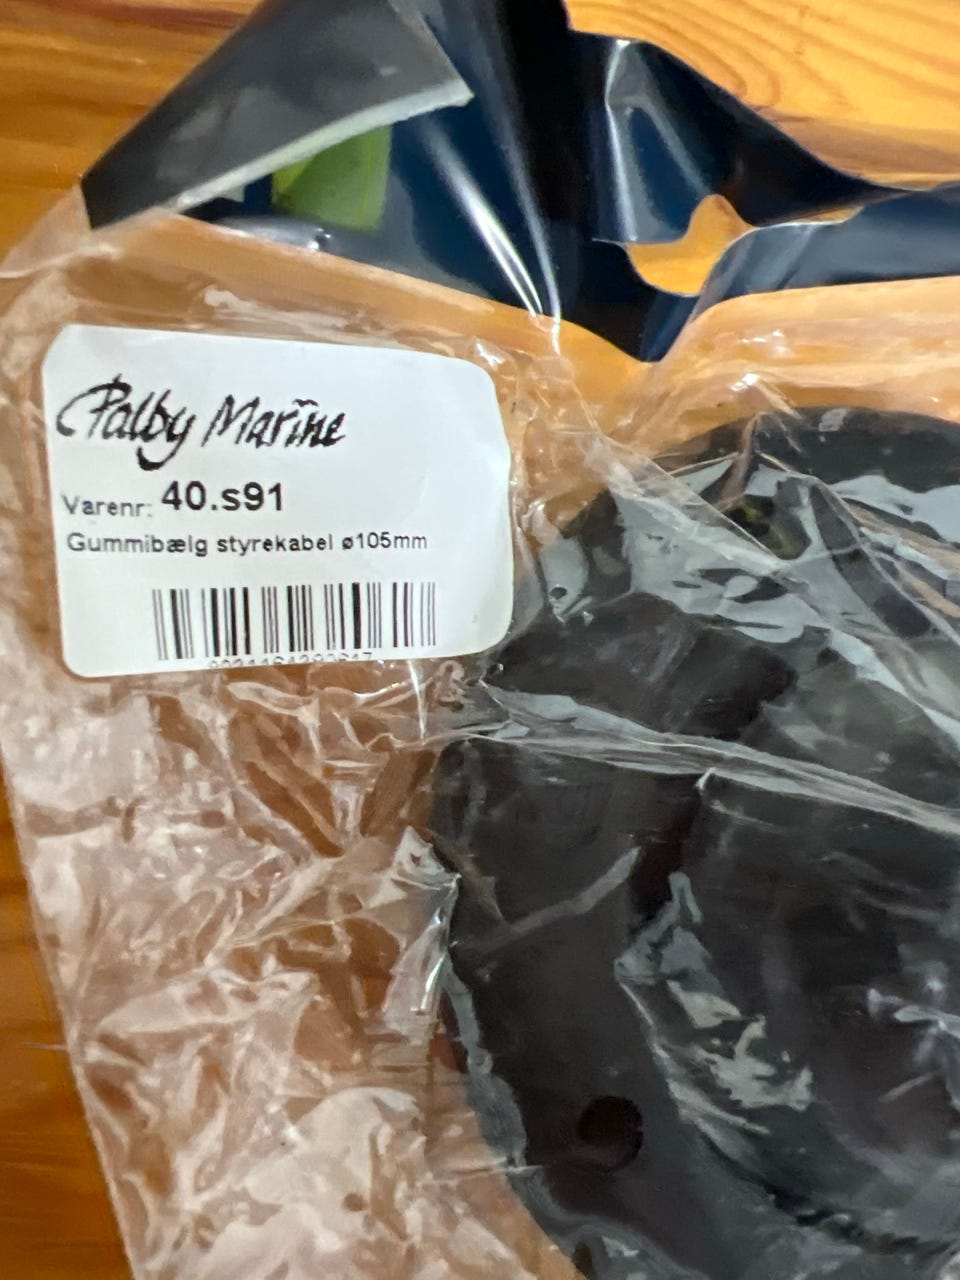 Palby Marine
Varenr: 40.s91
Gummibælg styrekabel ø105mm